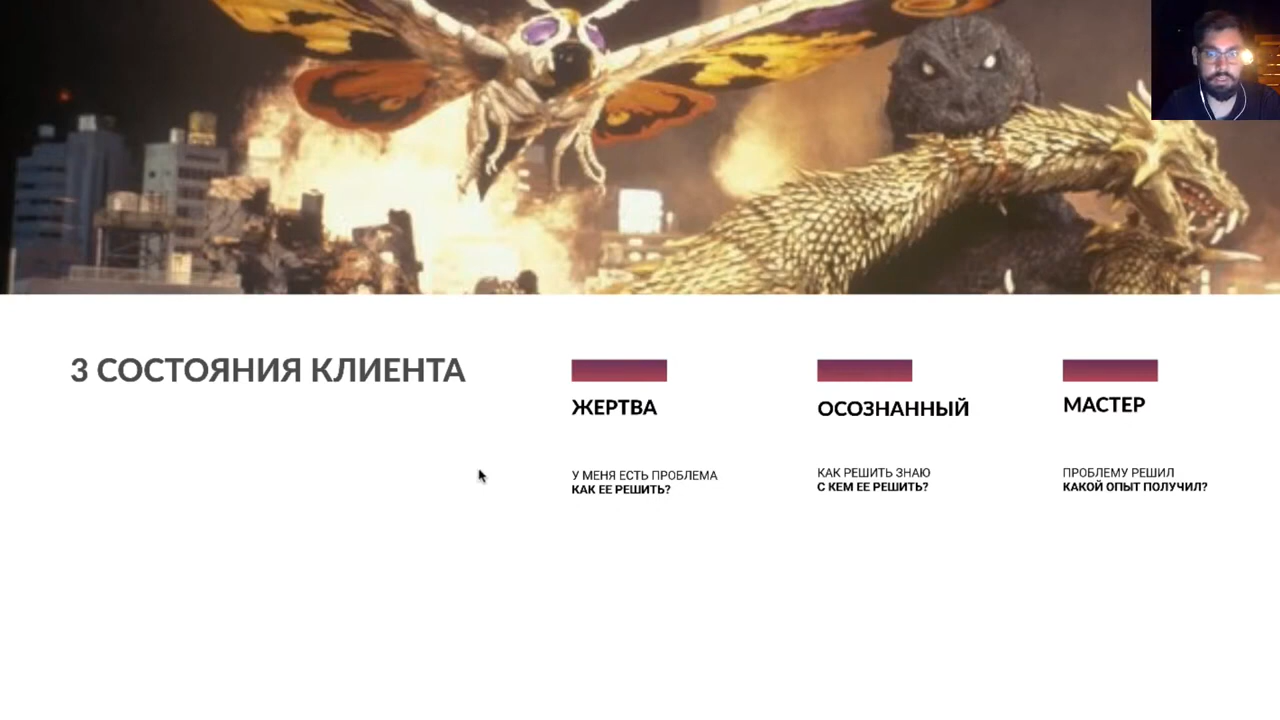 3 СОСТОЯНИЯ КЛИЕНТА
ЖЕРТВА
У МЕНЯ ЕСТЬ ПРОБЛЕМА
КАК ЕЕ РЕШИТЬ?
ОСОЗНАННЫЙ
КАК РЕШИТЬ ЗНАЮ
С КЕМ ЕЕ РЕШИТЬ?
МАСТЕР
ПРОБЛЕМУ РЕШИЛ
КАКОЙ ОПЫТ ПОЛУЧИЛ?